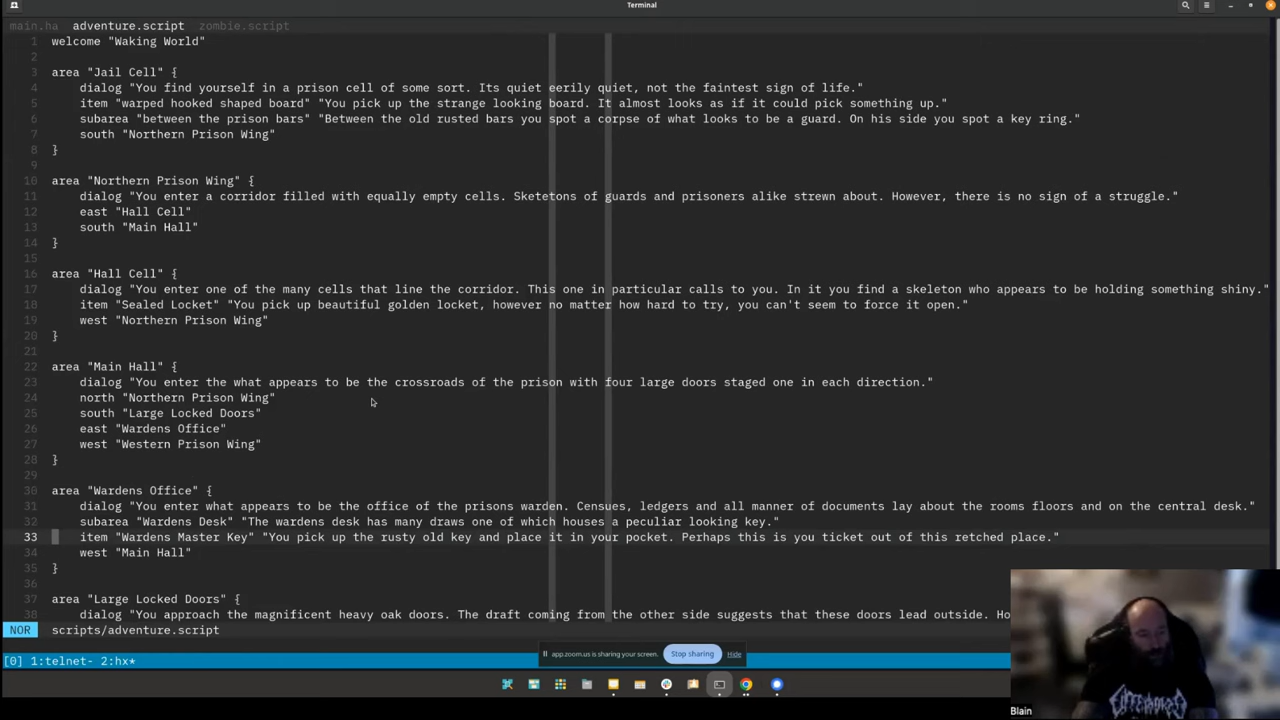 Terminal
main.ha adventure.script zombie.script
1 welcome "Waking World"
2
3 area "Jail Cell" {
4 dialog "You find yourself in a prison cell of some sort. Its quiet eerily quiet, not the faintest sign of life."
5 item "warped hooked shaped board" "You pick up the strange looking board. It almost looks as if it could pick something up."
6 subarea "between the prison bars" "Between the old rusted bars you spot a corpse of what looks to be a guard. On his side you spot a key ring."
7 south "Northern Prison Wing"
8 }
9
10 area "Northern Prison Wing" {
11 dialog "You enter a corridor filled with equally empty cells. Sketetons of guards and prisoners alike strewn about. However, there is no sign of a struggle."
12 east "Hall Cell"
13 south "Main Hall"
14 }
15
16 area "Hall Cell" {
17 dialog "You enter one of the many cells that line the corridor. This one in particular calls to you. In it you find a skeleton who appears to be holding something shiny."
18 item "Sealed Locket" "You pick up beautiful golden locket, however no matter how hard to try, you can't seem to force it open."
19 west "Northern Prison Wing"
20 }
21
22 area "Main Hall" {
23 dialog "You enter the what appears to be the crossroads of the prison with four large doors staged one in each direction."
24 north "Northern Prison Wing"
25 south "Large Locked Doors"
26 east "Wardens Office"
27 west "Western Prison Wing"
28 }
29
30 area "Wardens Office" {
31 dialog "You enter what appears to be the office of the prisons warden. Censues, ledgers and all manner of documents lay about the rooms floors and on the central desk."
32 subarea "Wardens Desk" "The wardens desk has many draws one of which houses a peculiar looking key."
33 item "Wardens Master Key" "You pick up the rusty old key and place it in your pocket. Perhaps this is you ticket out of this retched place."
34 west "Main Hall"
35 }
36
37 area "Large Locked Doors" {
38 dialog "You approach the magnificent heavy oak doors. The draft coming from the other side suggests that these doors lead outside. Ho
NOR scripts/adventure.script
app.zoom.us is sharing your screen. Stop sharing Hide
[0] 1:telnet- 2:hx*
Blain